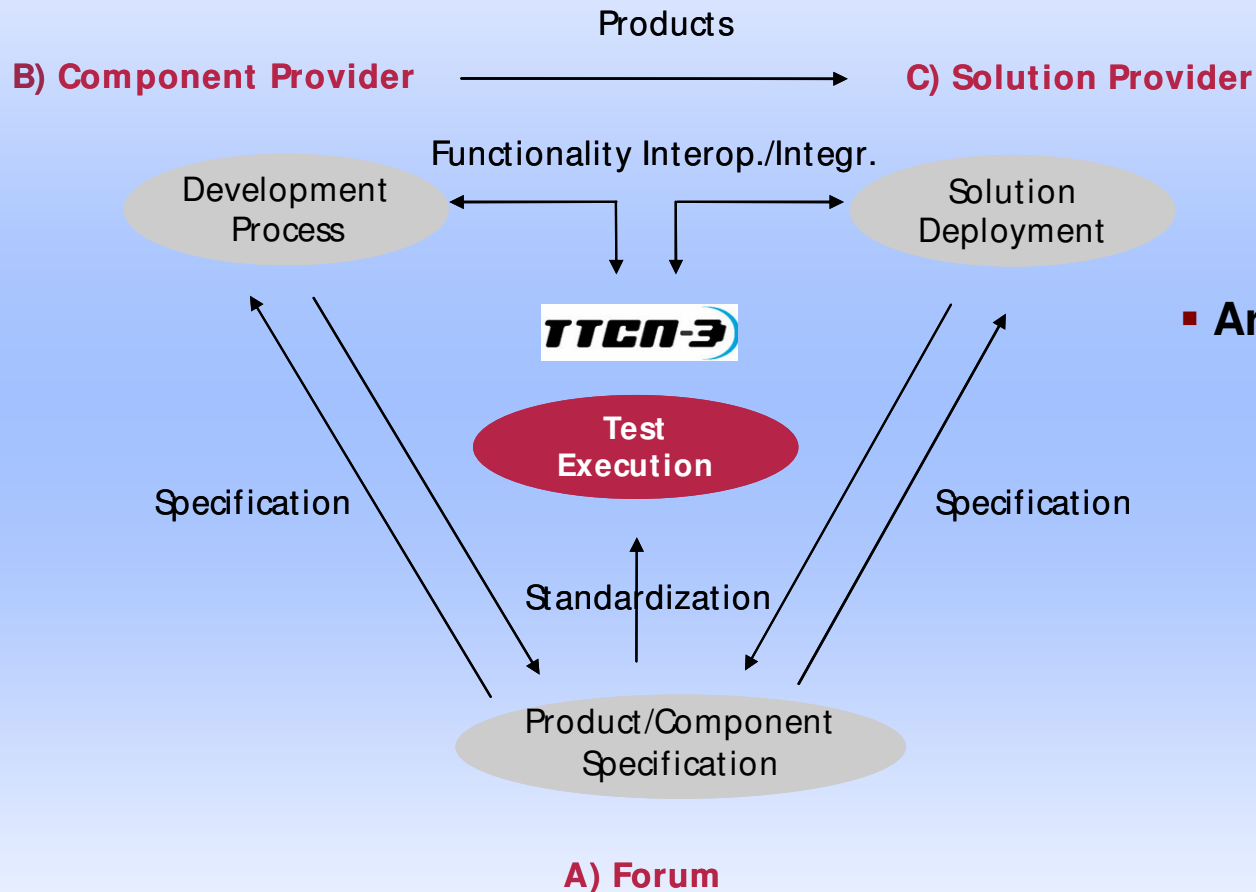 Products
B) Component Provider
C) Solution Provider
Functionality Interop./Integr.
Development
Process
Solution
Deployment
TTCN-3
▪ Ar
Test
Execution
Specification
Specification
Standardization
Product/Component
Specification
A) Forum